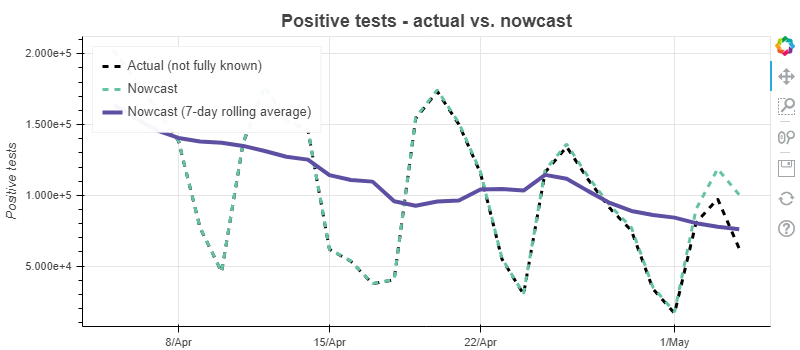 Positive tests - actual vs. nowcast
2.000e+5
1.500e+5
1.000e+5
5.000e+4
Positive tests
Actual (not fully known)
Nowcast
Nowcast (7-day rolling average)
8/Apr
15/Apr
22/Apr
1/May